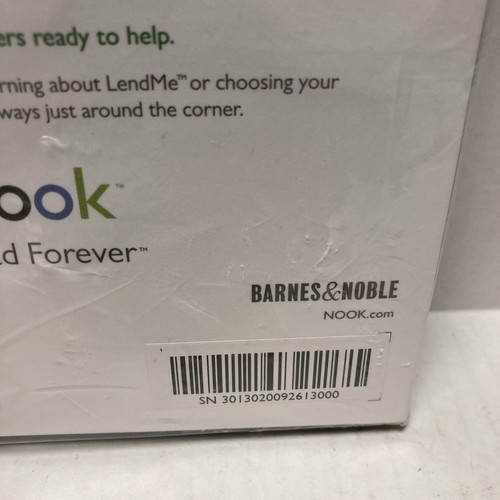 ers ready to help.
rning about LendMe™ or choosing your
ways just around the corner.
ook™
d Forever™
BARNES&NOBLE
NOOK.com
SN 3013020092613000